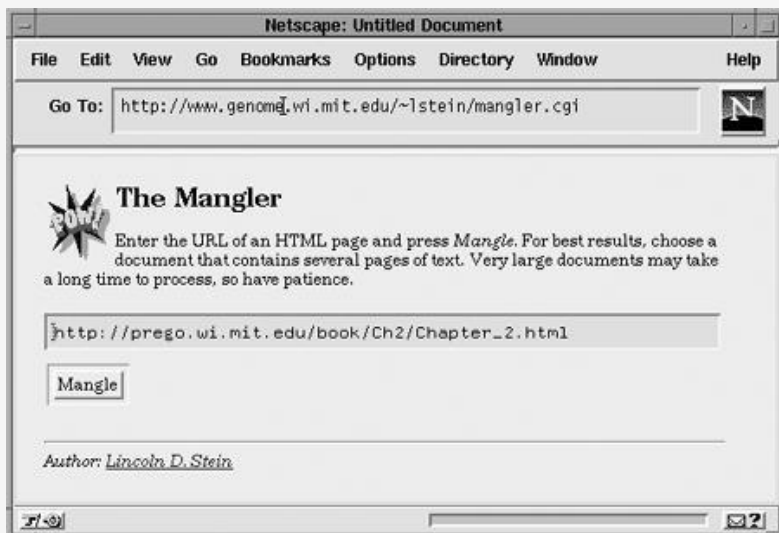 Netscape: Untitled Document
File Edit View Go Bookmarks Options Directory Window Help
Go To: http://www.genome.wi.mit.edu/~lstein/mangler.cgi
N
POW!
The Mangler
Enter the URL of an HTML page and press Mangle. For best results, choose a
document that contains several pages of text. Very large documents may take
a long time to process, so have patience.
http://prego.wi.mit.edu/book/Ch2/Chapter_2.html
Mangle
Author: Lincoln D. Stein
?